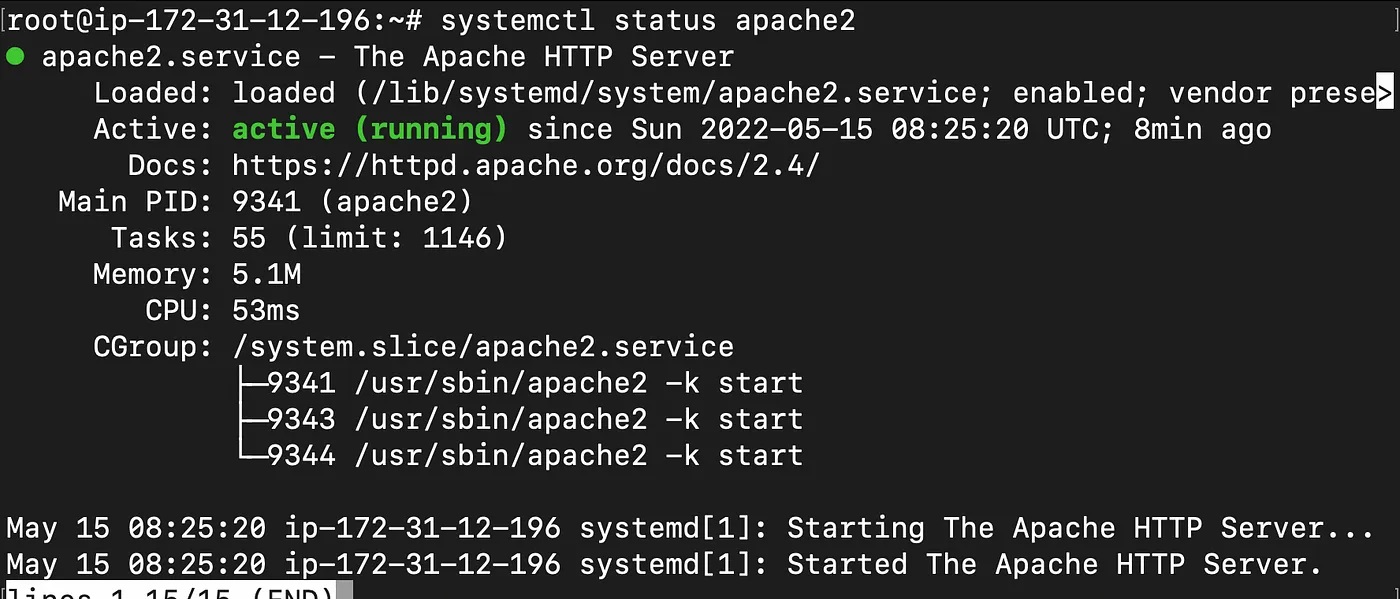 [root@ip-172-31-12-196:~# systemctl status apache2 ]
● apache2.service - The Apache HTTP Server
Loaded: loaded (/lib/systemd/system/apache2.service; enabled; vendor prese>
Active: active (running) since Sun 2022-05-15 08:25:20 UTC; 8min ago
Docs: https://httpd.apache.org/docs/2.4/
Main PID: 9341 (apache2)
Tasks: 55 (limit: 1146)
Memory: 5.1M
CPU: 53ms
CGroup: /system.slice/apache2.service
├─9341 /usr/sbin/apache2 -k start
├─9343 /usr/sbin/apache2 -k start
└─9344 /usr/sbin/apache2 -k start
May 15 08:25:20 ip-172-31-12-196 systemd[1]: Starting The Apache HTTP Server...
May 15 08:25:20 ip-172-31-12-196 systemd[1]: Started The Apache HTTP Server.
lines 1-15/15 (END)